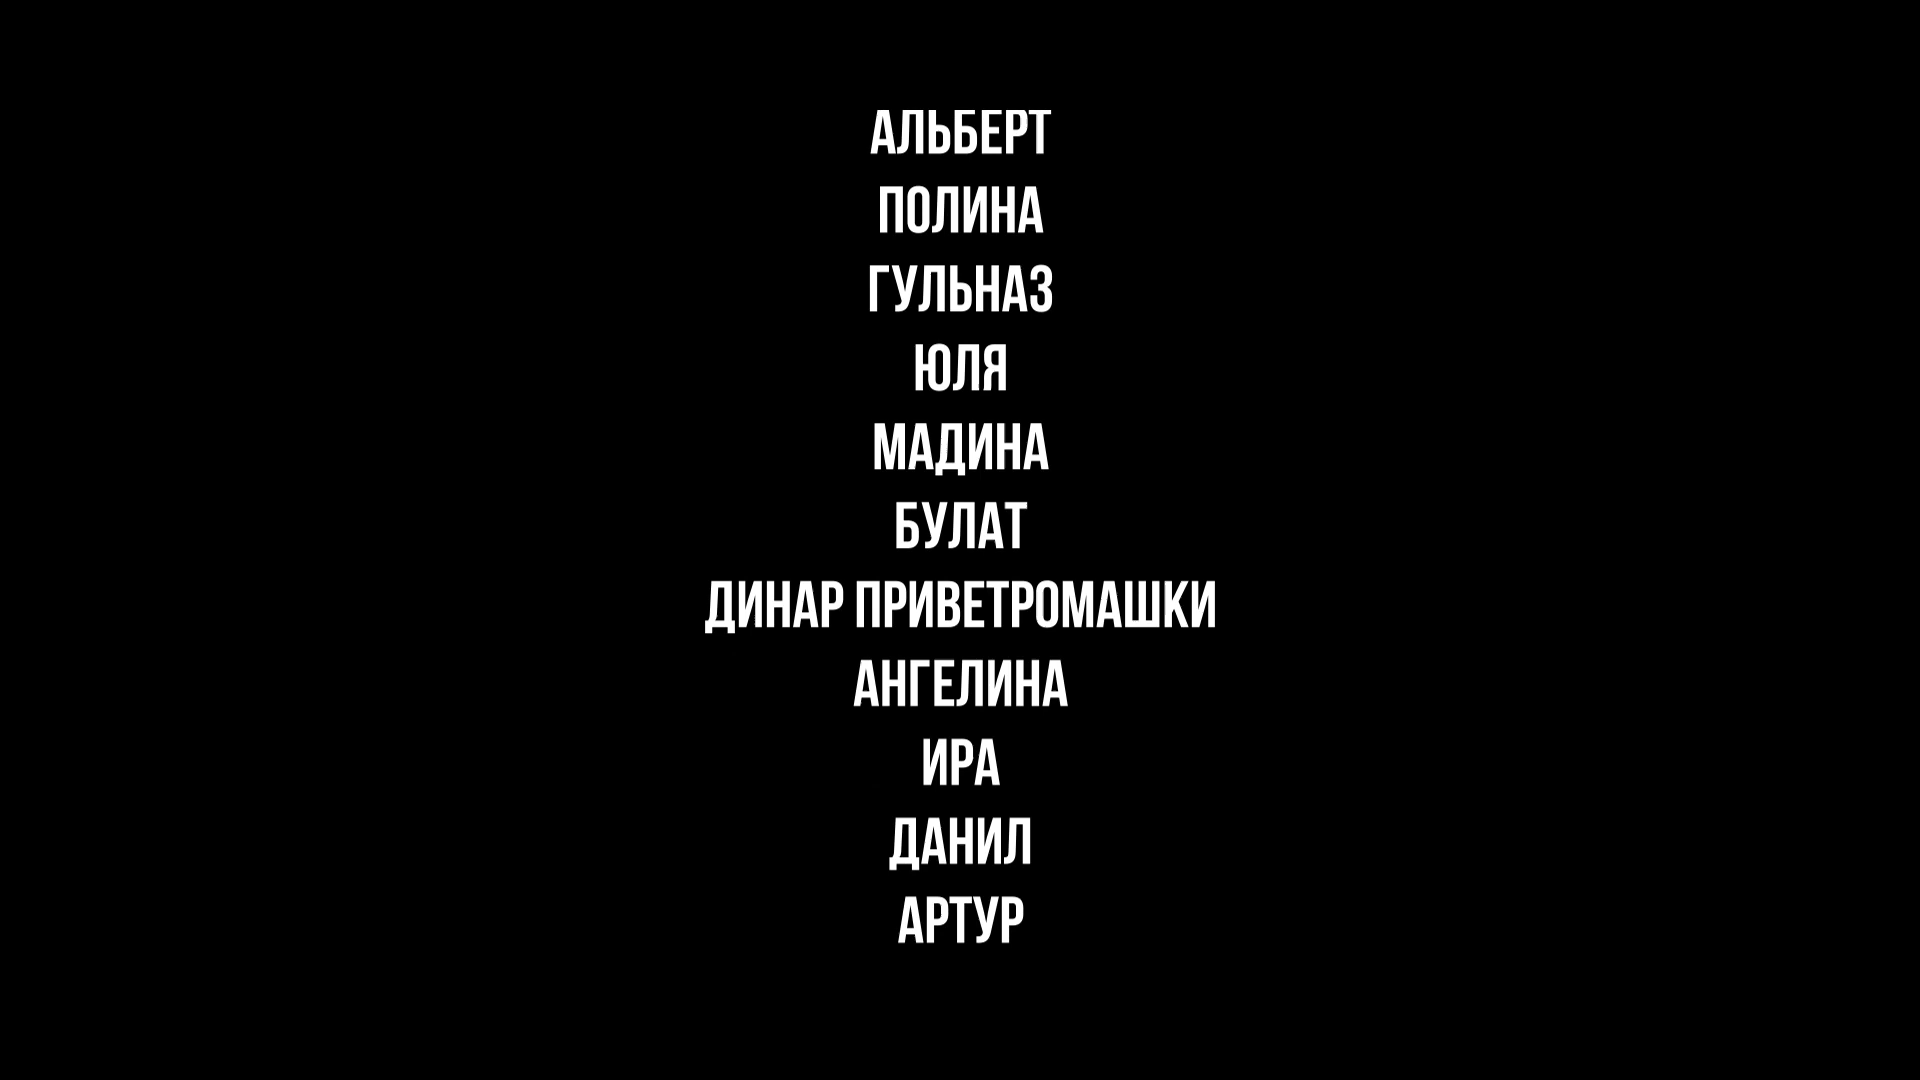 АЛЬБЕРТ
ПОЛИНА
ГУЛЬНАЗ
ЮЛЯ
МАДИНА
БУЛАТ
ДИНАР ПРИВЕТРОМАШКИ
АНГЕЛИНА
ИРА
ДАНИЛ
АРТУР